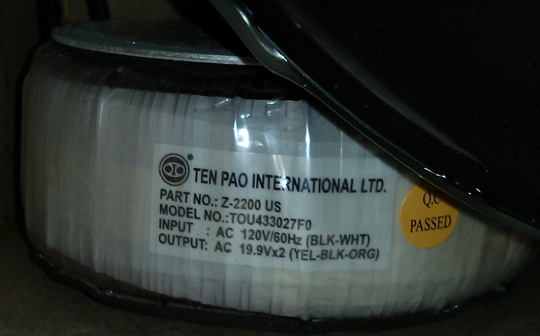 TEN PAO INTERNATIONAL LTD.
PART NO.: Z-2200 US
MODEL NO.:TOU433027F0
INPUT : AC 120V/60Hz (BLK-WHT)
OUTPUT: AC 19.9Vx2 (YEL-BLK-ORG)
Q.C
PASSED